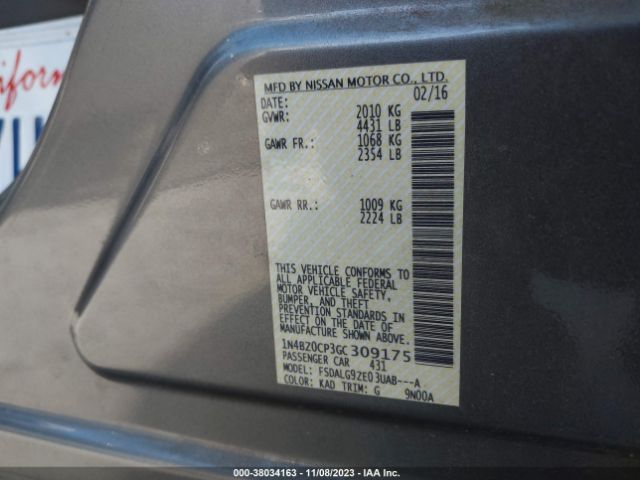 ifornia
MFD BY NISSAN MOTOR CO., LTD.
DATE: 02/16
GVWR: 2010 KG
4431 LB
GAWR FR.: 1068 KG
2354 LB
GAWR RR.: 1009 KG
2224 LB
THIS VEHICLE CONFORMS TO
ALL APPLICABLE FEDERAL
MOTOR VEHICLE SAFETY,
BUMPER, AND THEFT
PREVENTION STANDARDS IN
EFFECT ON THE DATE OF
MANUFACTURE SHOWN ABOVE.
1N4BZ0CP3GC309175
PASSENGER CAR 431
MODEL: FSDALG9ZE03UAB---A
COLOR: KAD TRIM: G 9N00A
000-38034163 - 11/08/2023 - IAA Inc.